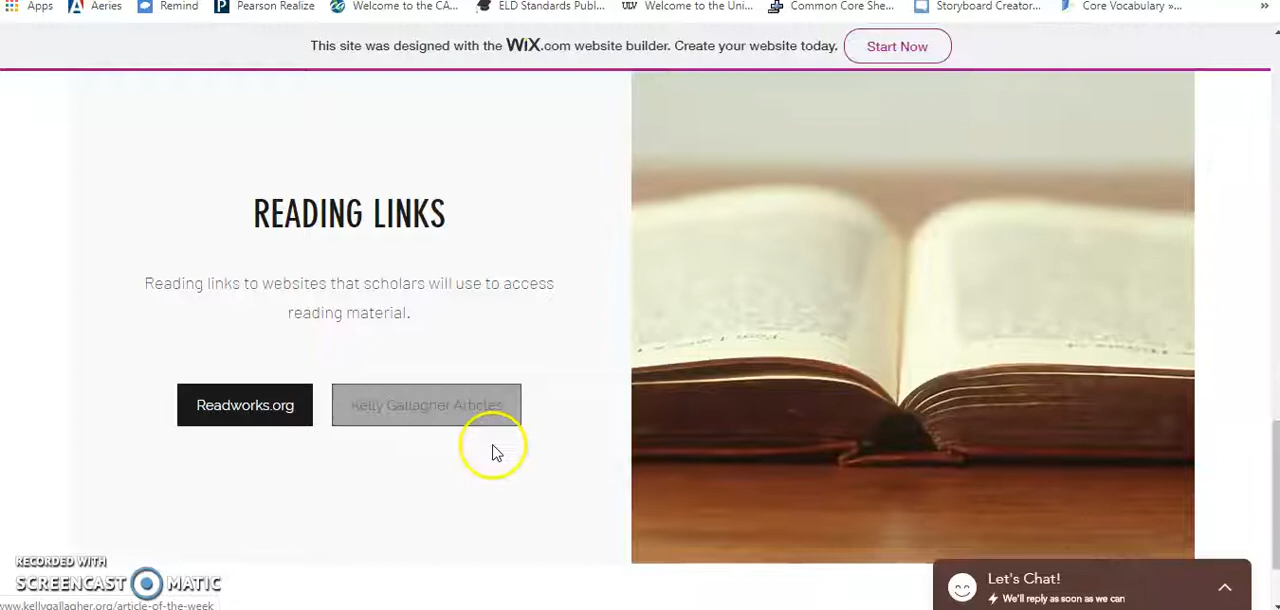 Apps Aeries Remind Pearson Realize Welcome to the CA... ELD Standards Publ... Welcome to the Uni... Common Core She... Storyboard Creator... Core Vocabulary »... »
This site was designed with the WiX.com website builder. Create your website today. Start Now
READING LINKS
Reading links to websites that scholars will use to access
reading material.
Readworks.org Kelly Gallagher Articles
RECORDED WITH
SCREENCAST MATIC
Let's Chat!
We'll reply as soon as we can
www.kellygallagher.org/article-of-the-week